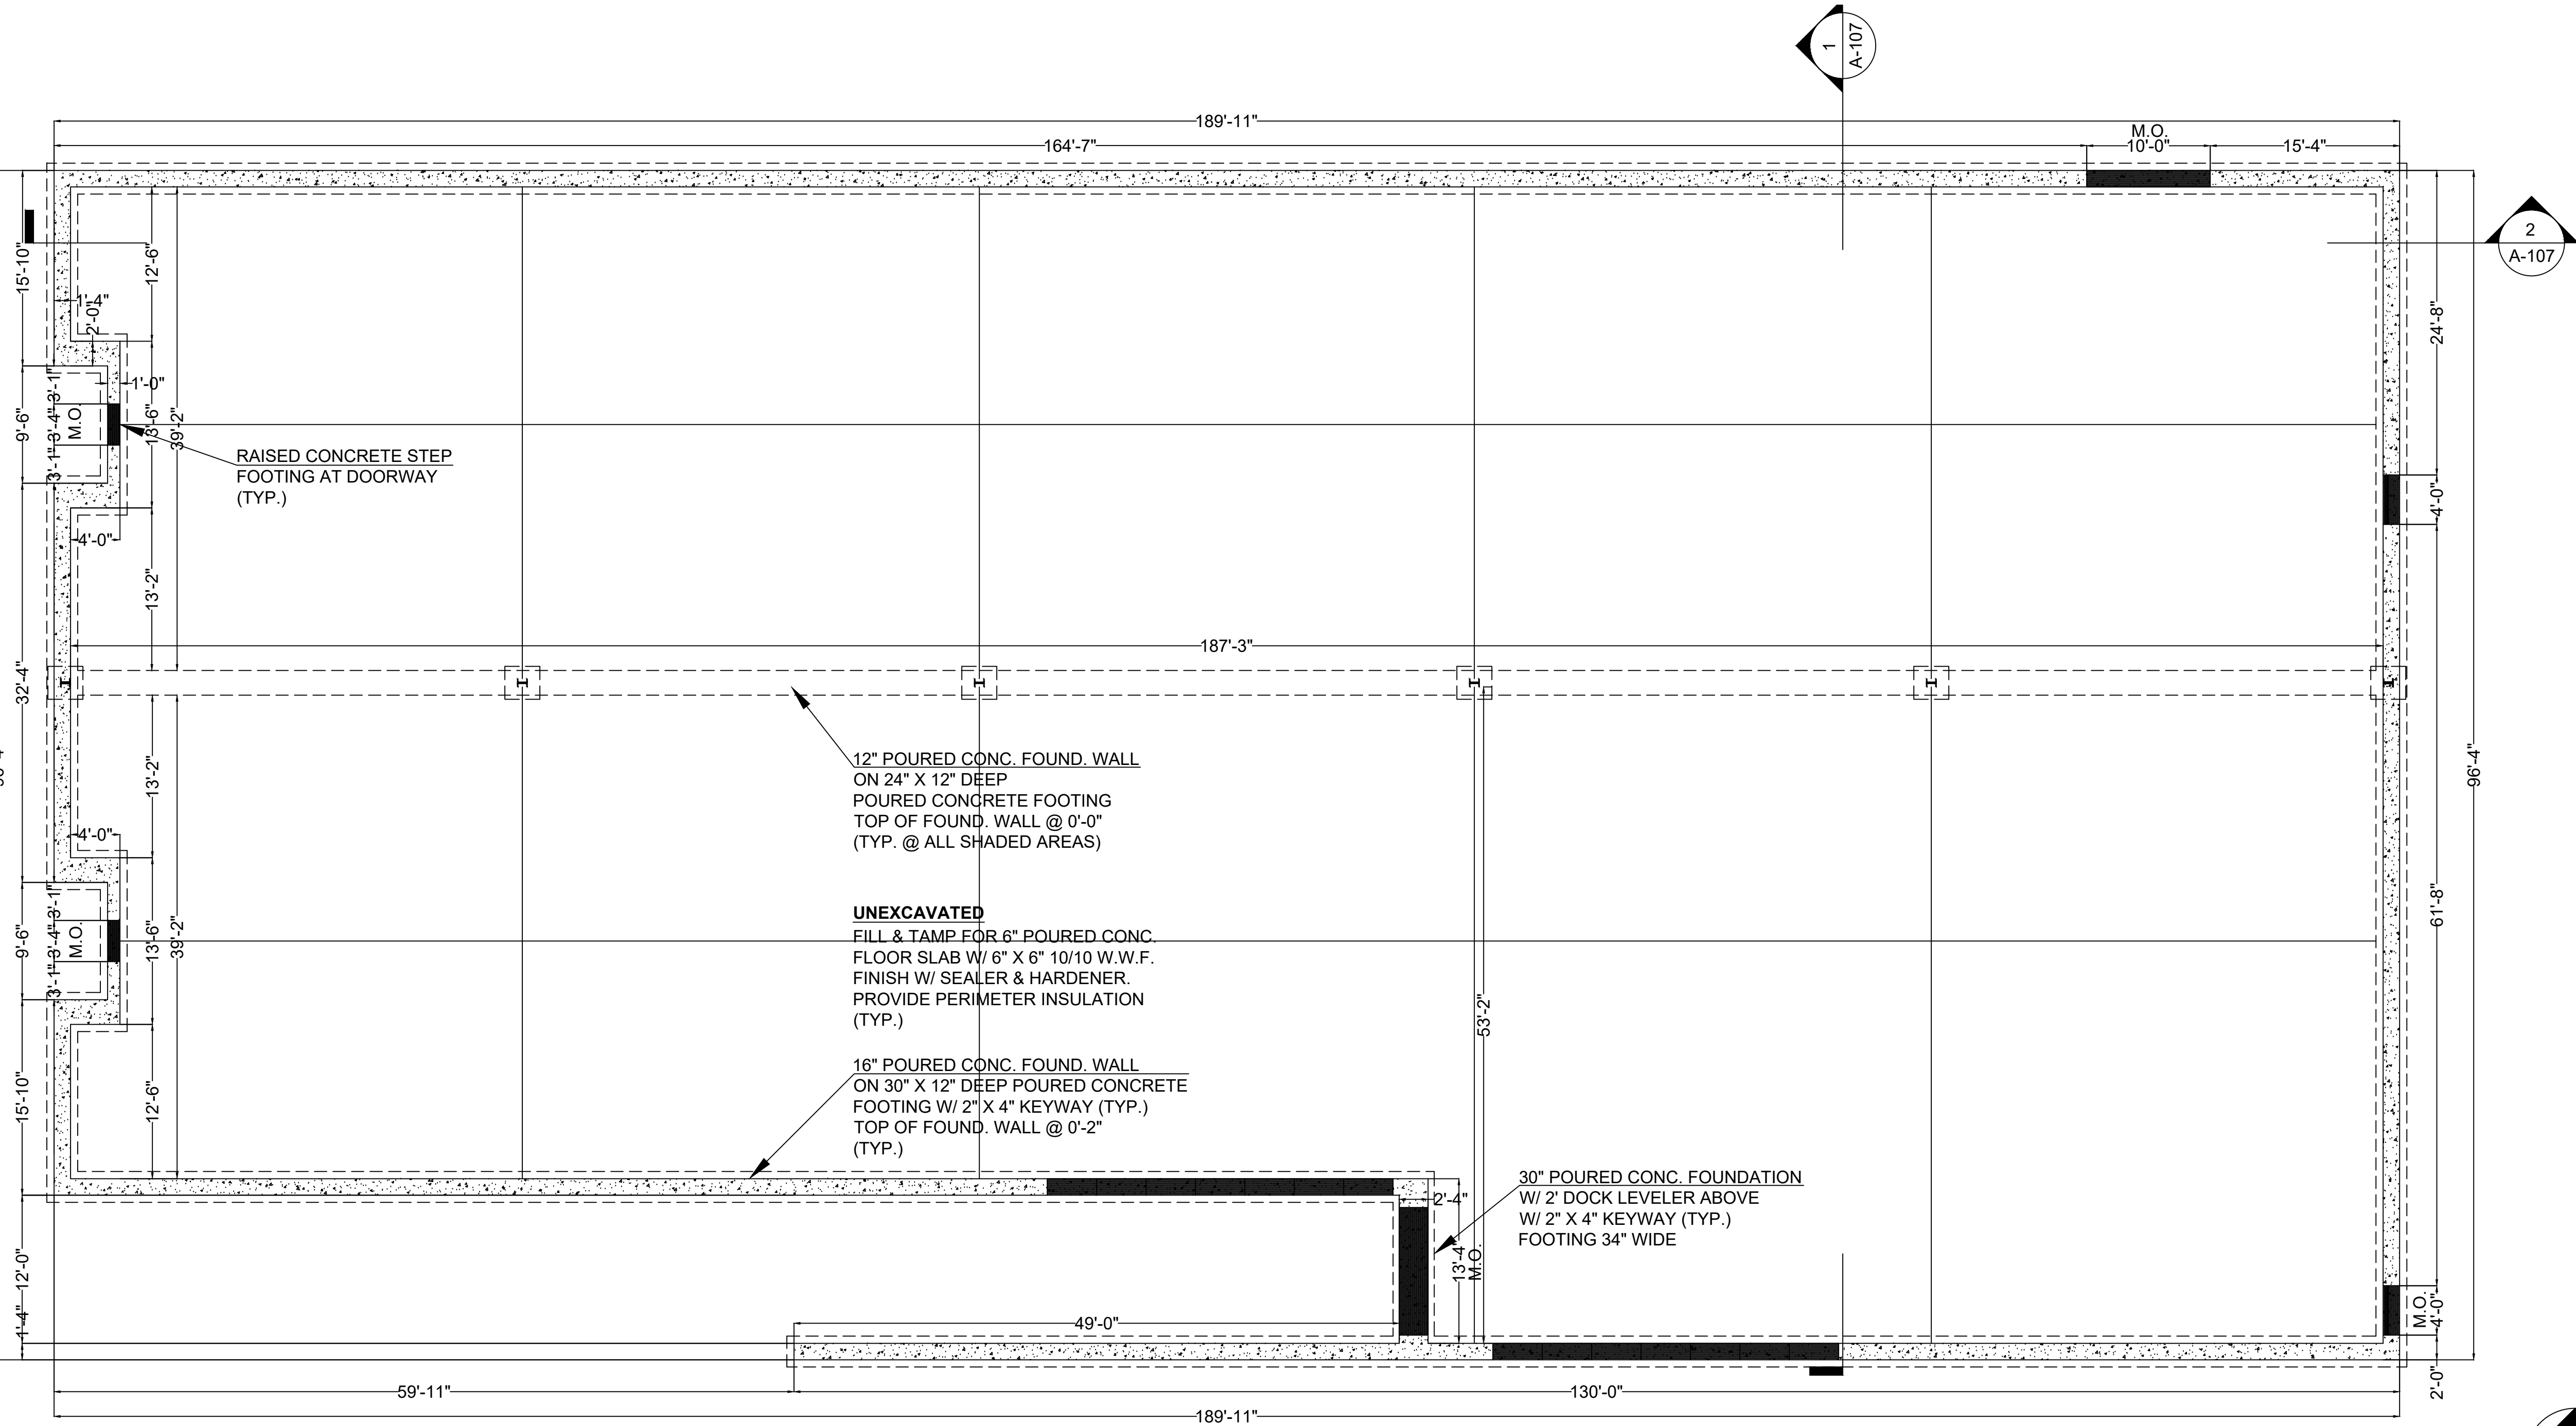 1
A-107
189'-11"
164'-7"
M.O.
10'-0"
15'-4"
2
A-107
15'-10"
12'-6"
1'-4"
2'-0"
24'-8"
1'-0"
9'-6"
3'-1"
3'-4"
3'-1"
M.O.
13'-6"
39'-2"
RAISED CONCRETE STEP
FOOTING AT DOORWAY
(TYP.)
4'-0"
4'-0"
13'-2"
187'-3"
32'-4"
13'-2"
12" POURED CONC. FOUND. WALL
ON 24" X 12" DEEP
POURED CONCRETE FOOTING
TOP OF FOUND. WALL @ 0'-0"
(TYP. @ ALL SHADED AREAS)
96'-4"
4'-0"
61'-8"
9'-6"
3'-1"
3'-4"
3'-1"
M.O.
13'-6"
39'-2"
UNEXCAVATED
FILL & TAMP FOR 6" POURED CONC.
FLOOR SLAB W/ 6" X 6" 10/10 W.W.F.
FINISH W/ SEALER & HARDENER.
PROVIDE PERIMETER INSULATION
(TYP.)
53'-2"
15'-10"
12'-6"
16" POURED CONC. FOUND. WALL
ON 30" X 12" DEEP POURED CONCRETE
FOOTING W/ 2" X 4" KEYWAY (TYP.)
TOP OF FOUND. WALL @ 0'-2"
(TYP.)
30" POURED CONC. FOUNDATION
W/ 2' DOCK LEVELER ABOVE
W/ 2" X 4" KEYWAY (TYP.)
FOOTING 34" WIDE
2'-4"
13'-4"
M.O.
12'-0"
1'-4"
49'-0"
M.O.
4'-0"
2'-0"
59'-11"
130'-0"
189'-11"